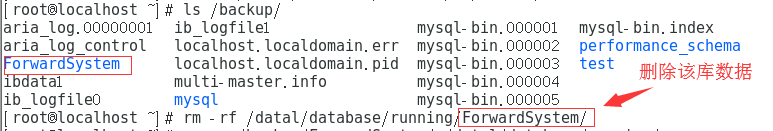 [root@localhost ~]# ls /backup/
aria_log.00000001 ib_logfile1 mysql-bin.000001 mysql-bin.index
aria_log_control localhost.localdomain.err mysql-bin.000002 performance_schema
ForwardSystem localhost.localdomain.pid mysql-bin.000003 test
ibdata1 multi-master.info mysql-bin.000004
ib_logfile0 mysql mysql-bin.000005
删除该库数据
[root@localhost ~]# rm -rf /datal/database/running/ForwardSystem/